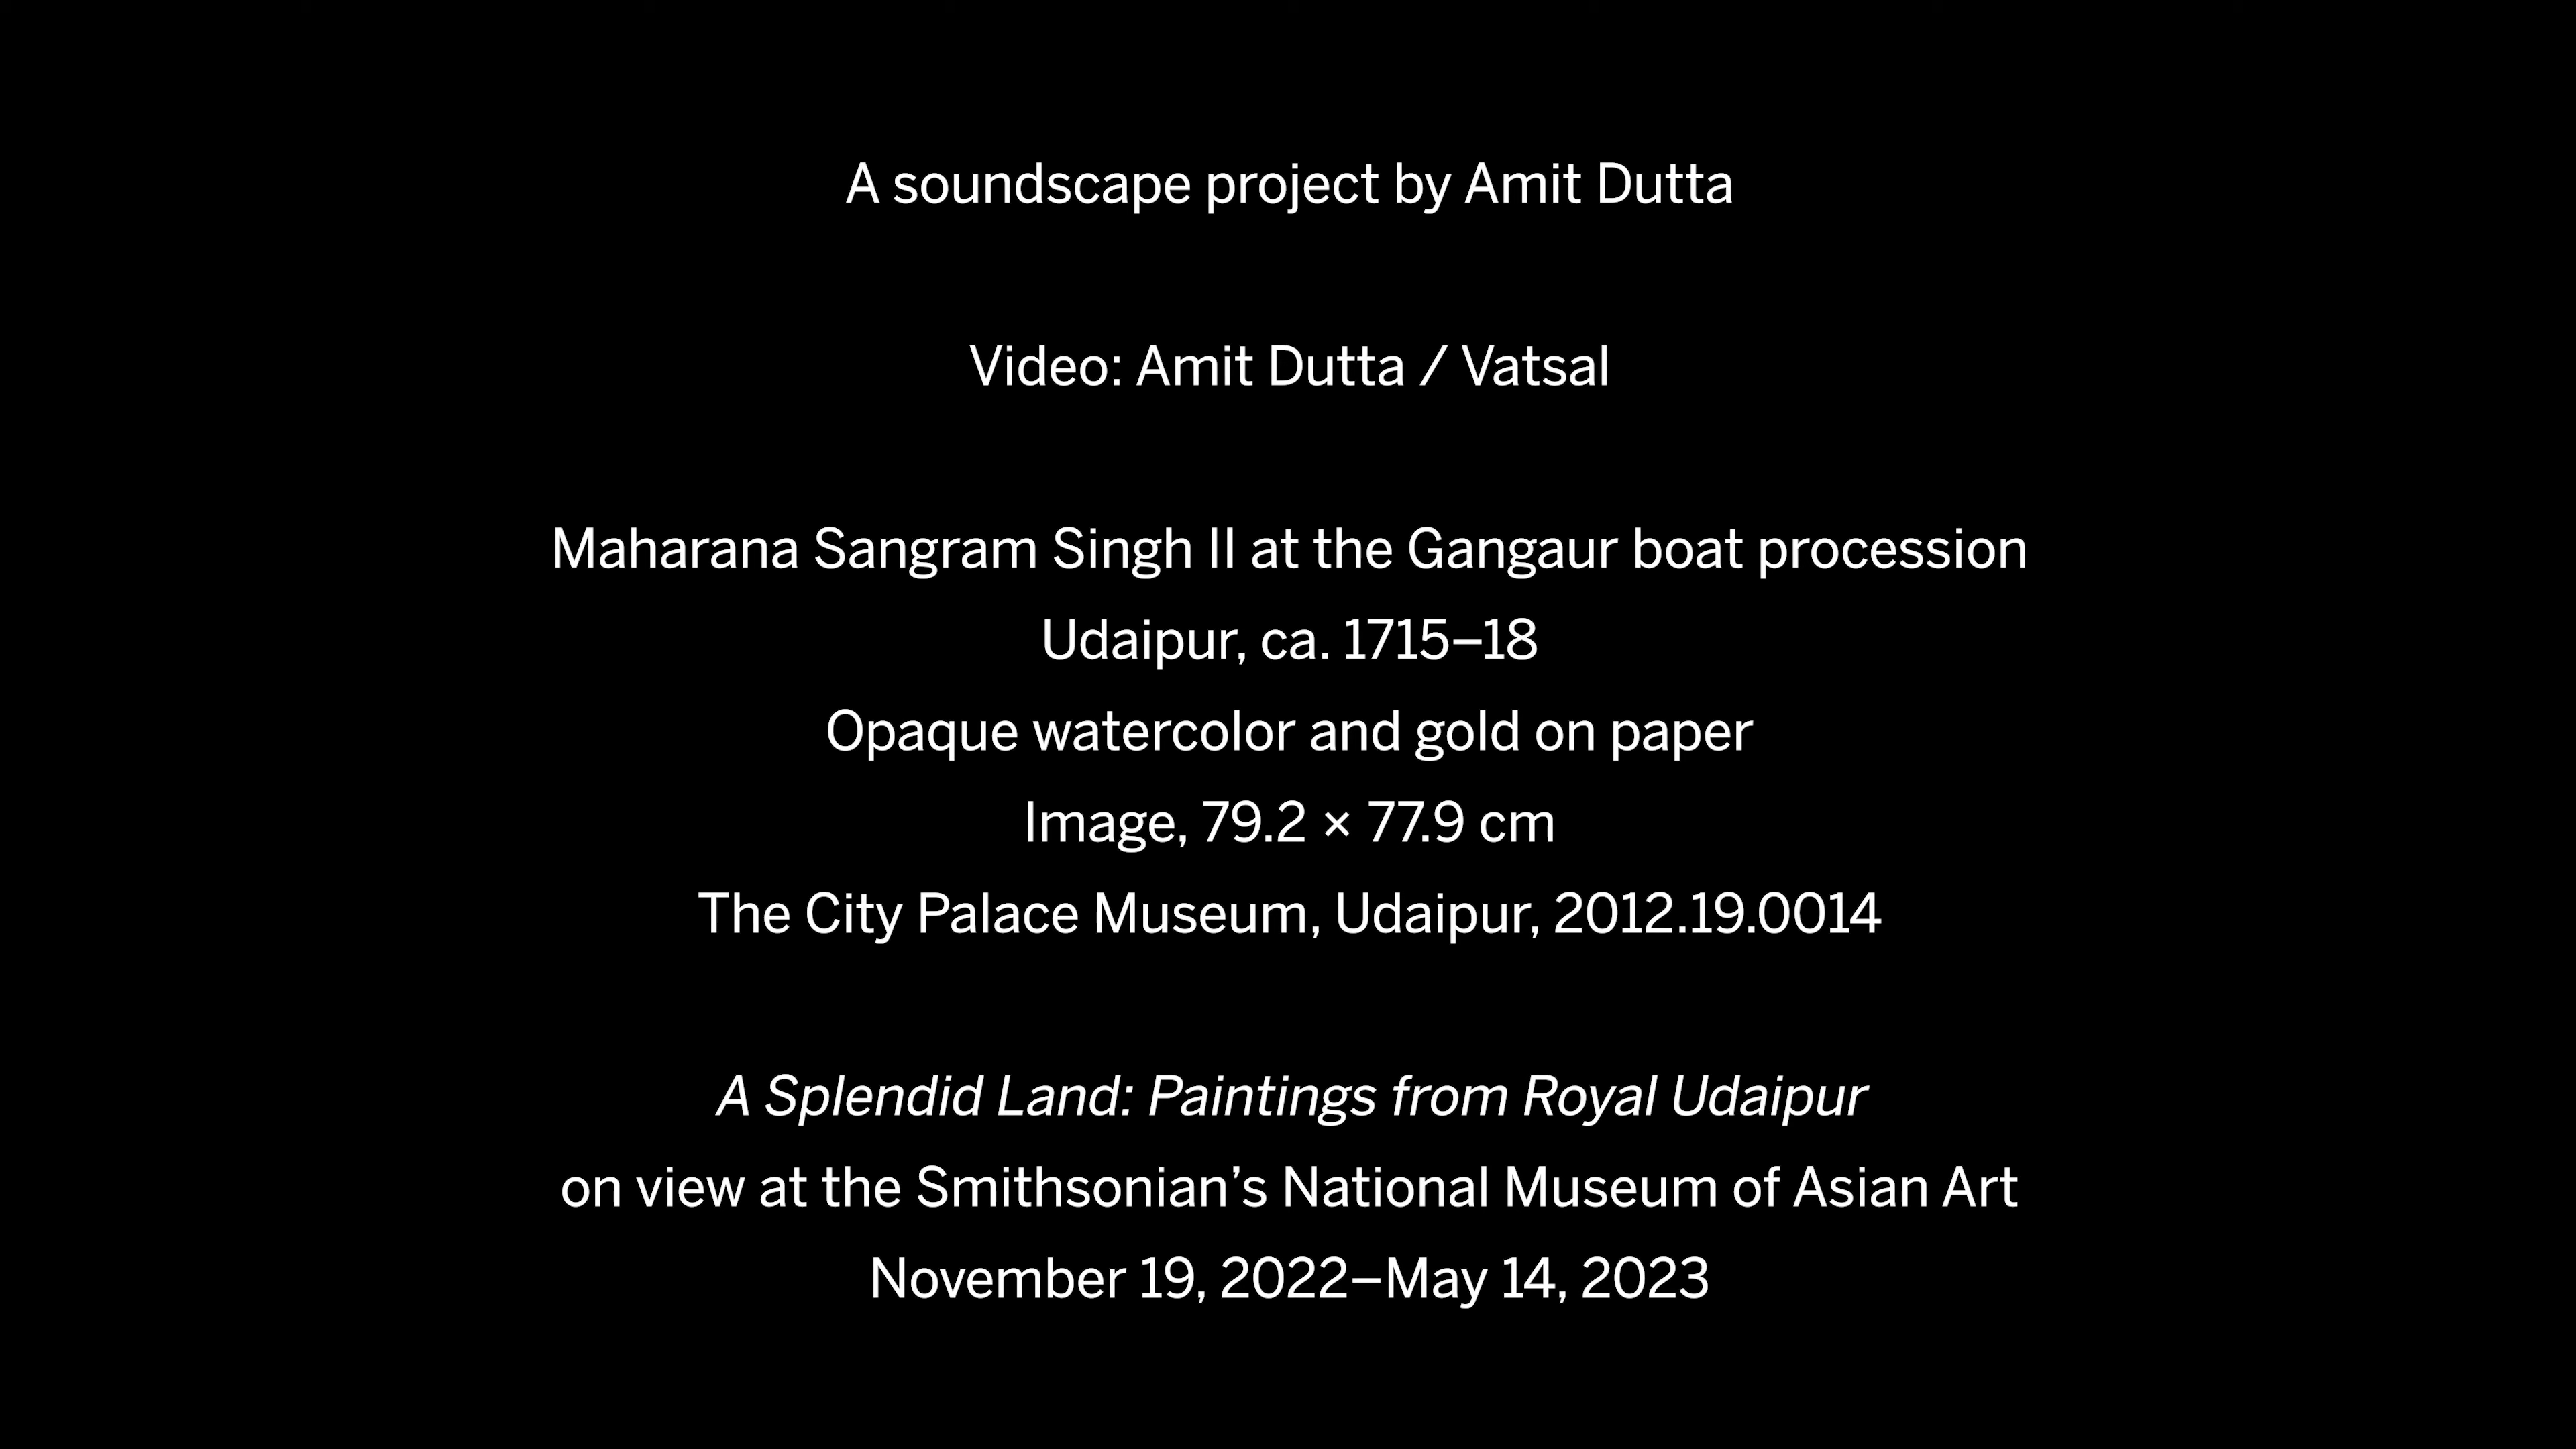 A soundscape project by Amit Dutta
Video: Amit Dutta / Vatsal
Maharana Sangram Singh II at the Gangaur boat procession
Udaipur, ca. 1715–18
Opaque watercolor and gold on paper
Image, 79.2 × 77.9 cm
The City Palace Museum, Udaipur, 2012.19.0014
A Splendid Land: Paintings from Royal Udaipur
on view at the Smithsonian’s National Museum of Asian Art
November 19, 2022–May 14, 2023